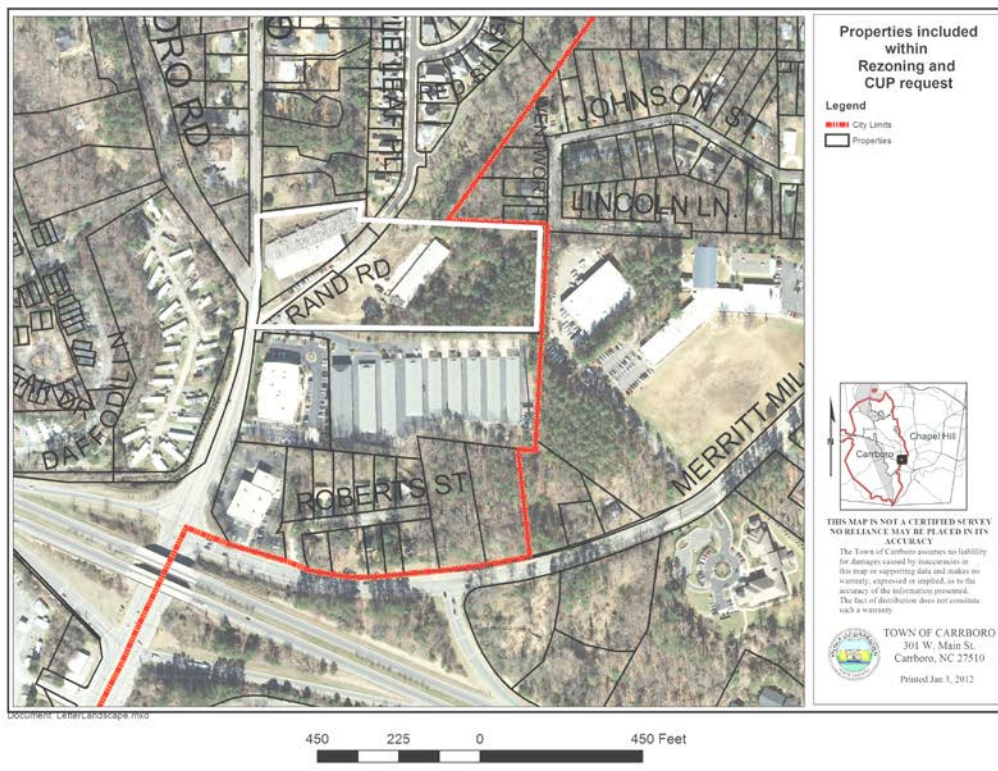 ORO RD
JOHNSON ST
WENTWORTH
LINCOLN LN.
RAND RD
DAFFODIL LN
ROBERTS ST
MERRITT MILL
Document: LetterLandscape.mxd
450 225 0 450 Feet
Properties included
within
Rezoning and
CUP request
Legend
City Limits
Properties
N
Chapel Hill
Carrboro
THIS MAP IS NOT A CERTIFIED SURVEY
NO RELIANCE MAY BE PLACED IN ITS
ACCURACY
The Town of Carrboro assumes no liability
for damages caused by inaccuracies in
this map or supporting data and makes no
warranty, expressed or implied, as to the
accuracy of the information presented.
The fact of distribution does not constitute
such a warranty.
TOWN OF CARRBORO
301 W. Main St.
Carrboro, NC 27510
Printed Jan 3, 2012